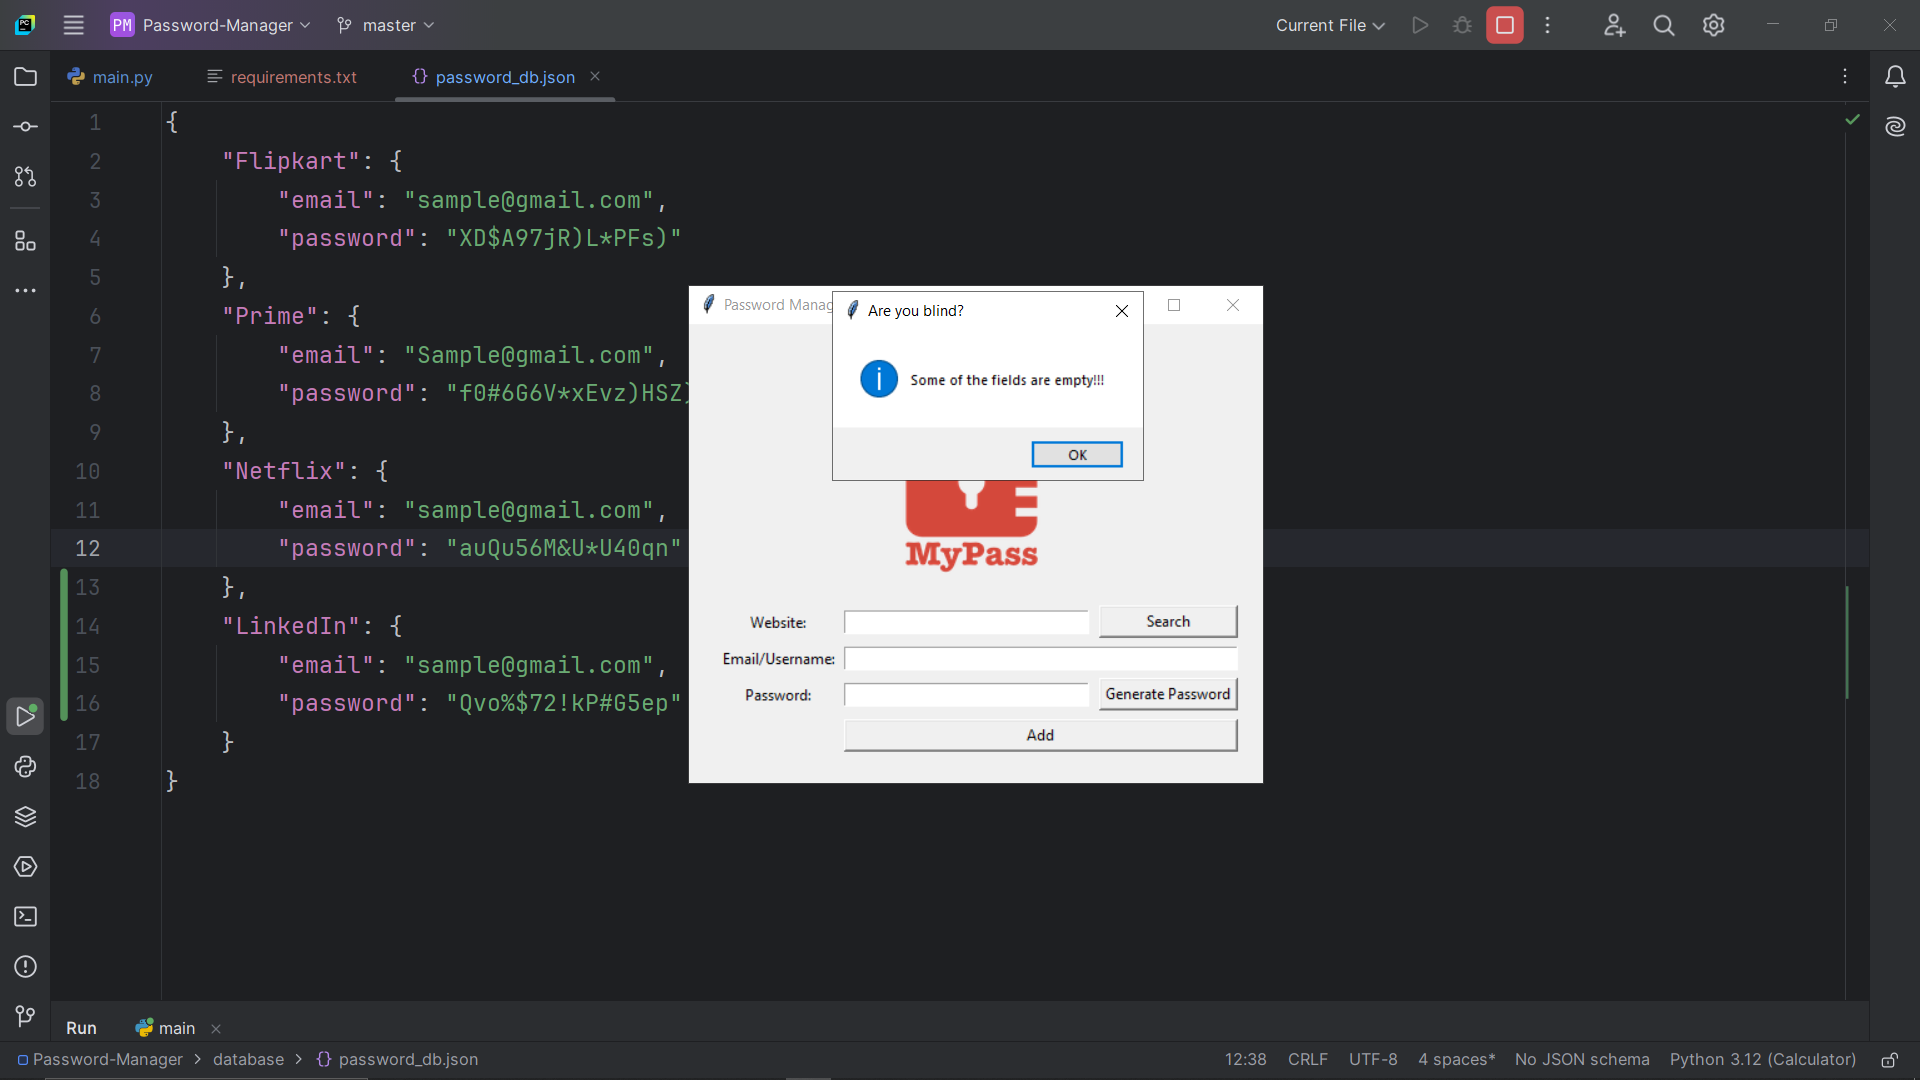 PM Password-Manager master Current File
main.py requirements.txt {} password_db.json
1 {
2 "Flipkart": {
3 "email": "sample@gmail.com",
4 "password": "XD$A97jR)L*PFs)"
5 },
6 "Prime": {
7 "email": "Sample@gmail.com",
8 "password": "f0#6G6V*xEvz)HSZ)
9 },
10 "Netflix": {
11 "email": "sample@gmail.com",
12 "password": "auQu56M&U*U40qn"
13 },
14 "LinkedIn": {
15 "email": "sample@gmail.com",
16 "password": "Qvo%$72!kP#G5ep"
17 }
18 }
Password Manag
Are you blind?
Some of the fields are empty!!!
OK
MyPass
Website: Search
Email/Username:
Password: Generate Password
Add
Run main
Password-Manager > database > {} password_db.json
12:38 CRLF UTF-8 4 spaces* No JSON schema Python 3.12 (Calculator)